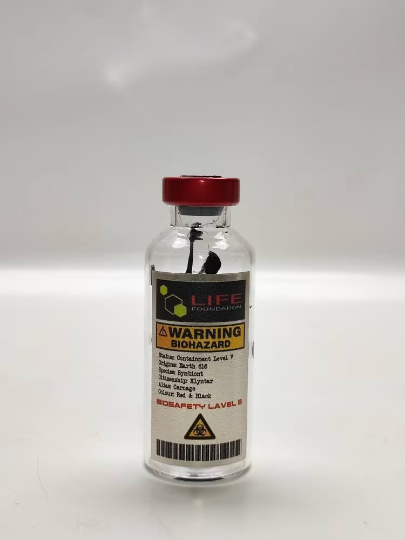 LIFE
FOUNDATION
WARNING
BIOHAZARD
Status: Containment Level 9
Origin: Earth 616
Species: Symbiont
Citizenship: Klyntar
Alias: Carnage
Colour: Red & Black
BIOSAFETY LAVEL 5